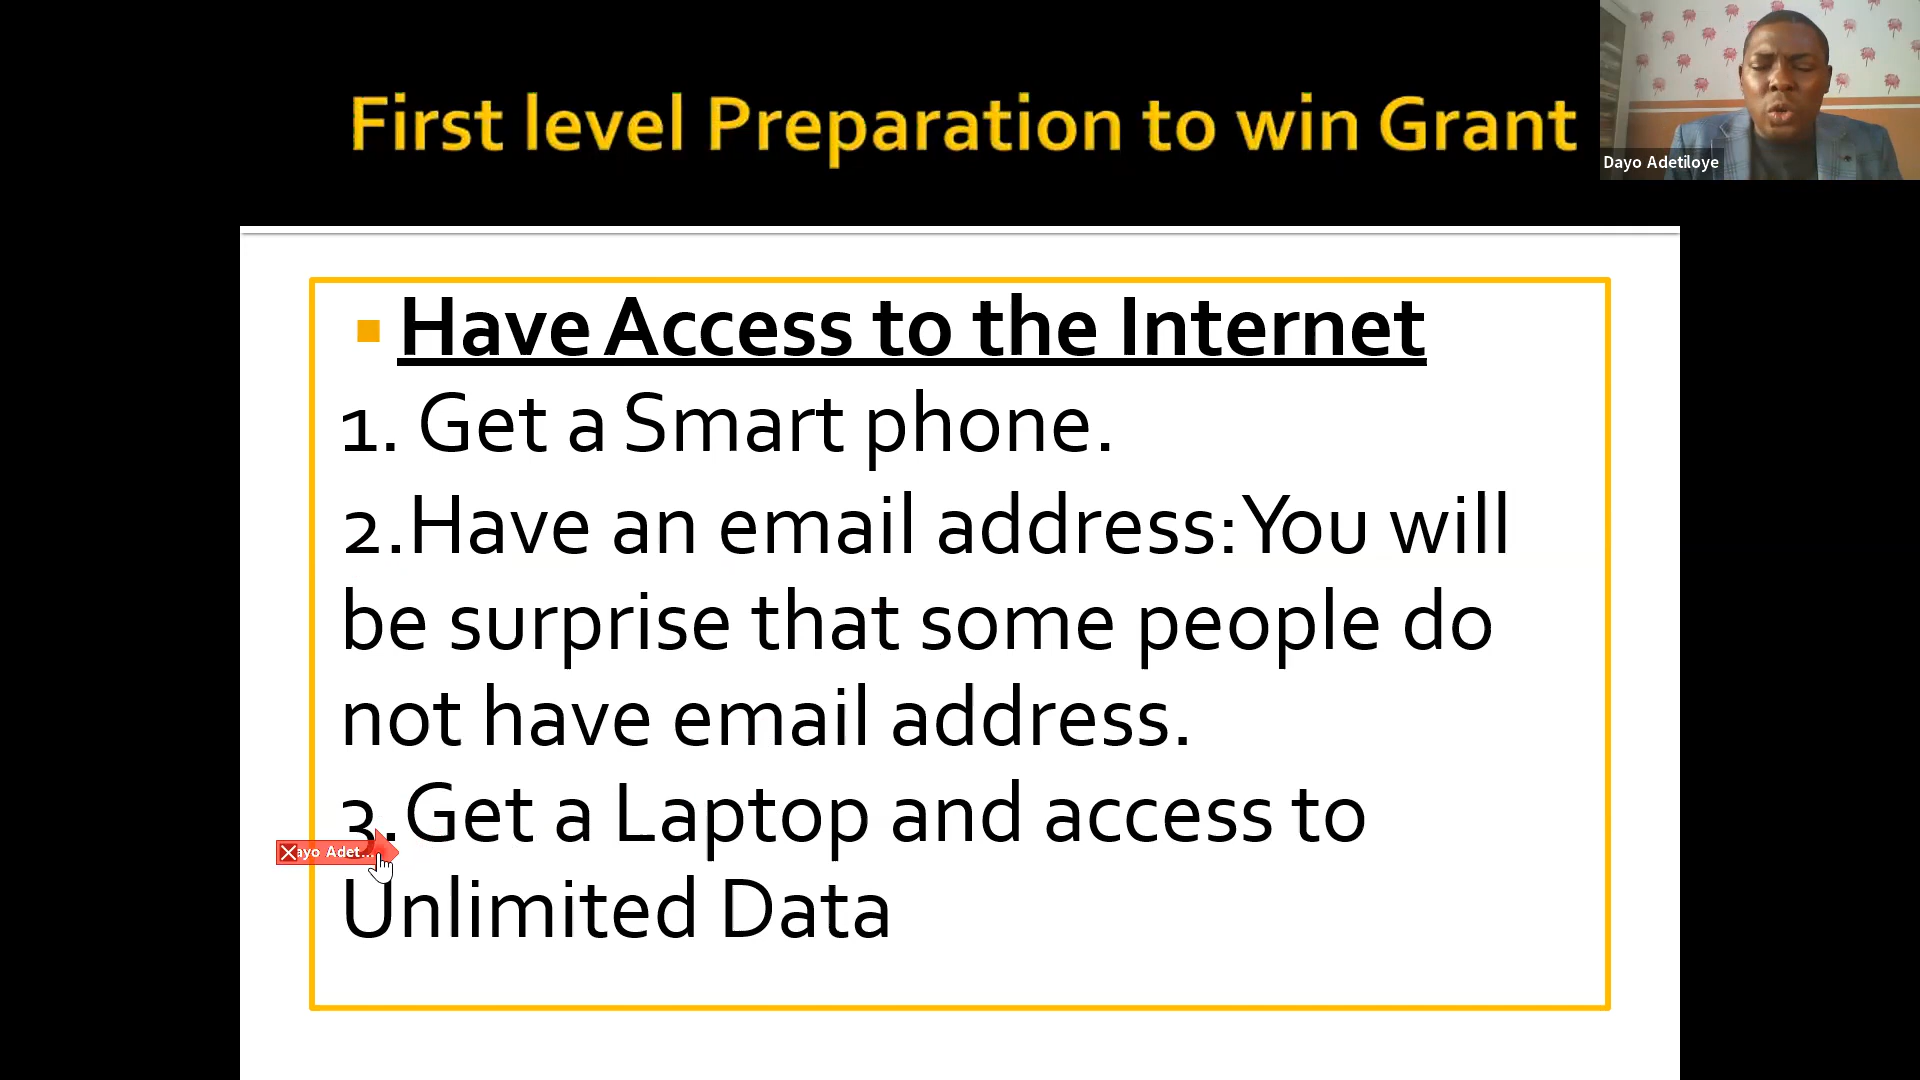 First level Preparation to win Grant
Dayo Adetiloye
Have Access to the Internet
1. Get a Smart phone.
2.Have an email address:You will
be surprise that some people do
not have email address.
3.Get a Laptop and access to
ayo Adet...
Unlimited Data